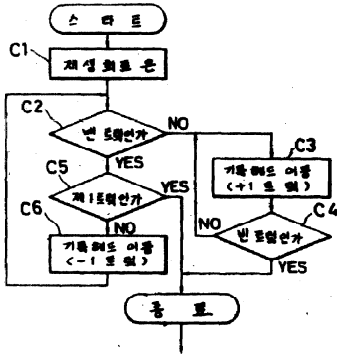 스타트
C1
재생회로 온
C2
빈 트랙인가
NO
YES
C3
기록헤드 이동
(+1 트랙)
C5
제1트랙인가
YES
NO
C4
빈 트랙인가
NO
YES
C6
기록헤드 이동
(-1 트랙)
종료